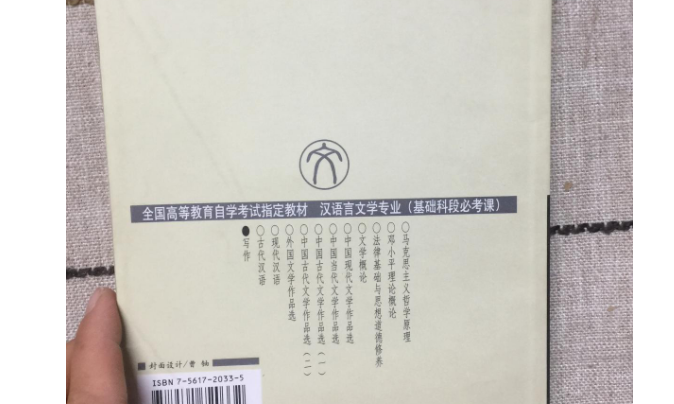 文
全国高等教育自学考试指定教材 汉语言文学专业（基础科段必考课）
○马克思主义哲学原理
○邓小平理论概论
○法律基础与思想道德修养
○文学概论
○中国现代文学作品选
○中国当代文学作品选
○中国古代文学作品选（一）
○中国古代文学作品选（二）
○外国文学作品选
○现代汉语
○古代汉语
●写作
封面设计/曹 铀
ISBN 7-5617-2033-5